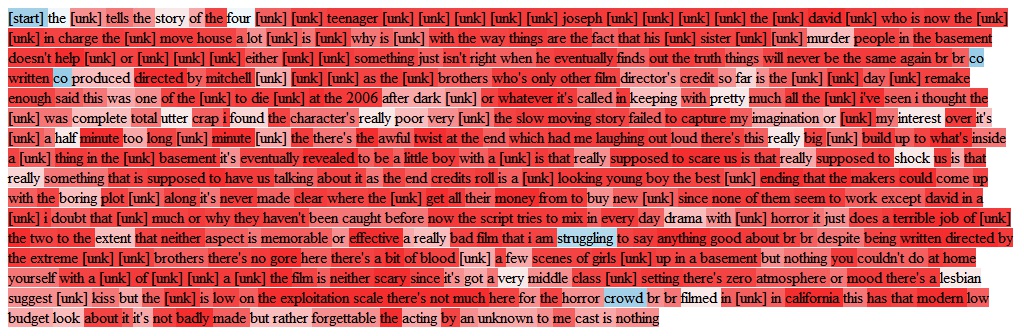 [start] the [unk] tells the story of the four [unk] [unk] teenager [unk] [unk] [unk] [unk] [unk] joseph [unk] [unk] [unk] [unk] the [unk] david [unk] who is now the [unk]
[unk] in charge the [unk] move house a lot [unk] is [unk] why is [unk] with the way things are the fact that his [unk] sister [unk] [unk] murder people in the basement
doesn't help [unk] or [unk] [unk] [unk] either [unk] [unk] something just isn't right when he eventually finds out the truth things will never be the same again br br co
written co produced directed by mitchell [unk] [unk] [unk] as the [unk] brothers who's only other film director's credit so far is the [unk] [unk] day [unk] remake
enough said this was one of the [unk] to die [unk] at the 2006 after dark [unk] or whatever it's called in keeping with pretty much all the [unk] i've seen i thought the
[unk] was complete total utter crap i found the character's really poor very [unk] the slow moving story failed to capture my imagination or [unk] my interest over it's
[unk] a half minute too long [unk] minute [unk] the there's the awful twist at the end which had me laughing out loud there's this really big [unk] build up to what's inside
a [unk] thing in the [unk] basement it's eventually revealed to be a little boy with a [unk] is that really supposed to scare us is that really supposed to shock us is that
really something that is supposed to have us talking about it as the end credits roll is a [unk] looking young boy the best [unk] ending that the makers could come up
with the boring plot [unk] along it's never made clear where the [unk] get all their money from to buy new [unk] since none of them seem to work except david in a
[unk] i doubt that [unk] much or why they haven't been caught before now the script tries to mix in every day drama with [unk] horror it just does a terrible job of [unk]
the two to the extent that neither aspect is memorable or effective a really bad film that i am struggling to say anything good about br br despite being written directed by
the extreme [unk] [unk] brothers there's no gore here there's a bit of blood [unk] a few scenes of girls [unk] up in a basement but nothing you couldn't do at home
yourself with a [unk] of [unk] [unk] a [unk] the film is neither scary since it's got a very middle class [unk] setting there's zero atmosphere or mood there's a lesbian
suggest [unk] kiss but the [unk] is low on the exploitation scale there's not much here for the horror crowd br br filmed in [unk] in california this has that modern low
budget look about it it's not badly made but rather forgettable the acting by an unknown to me cast is nothing